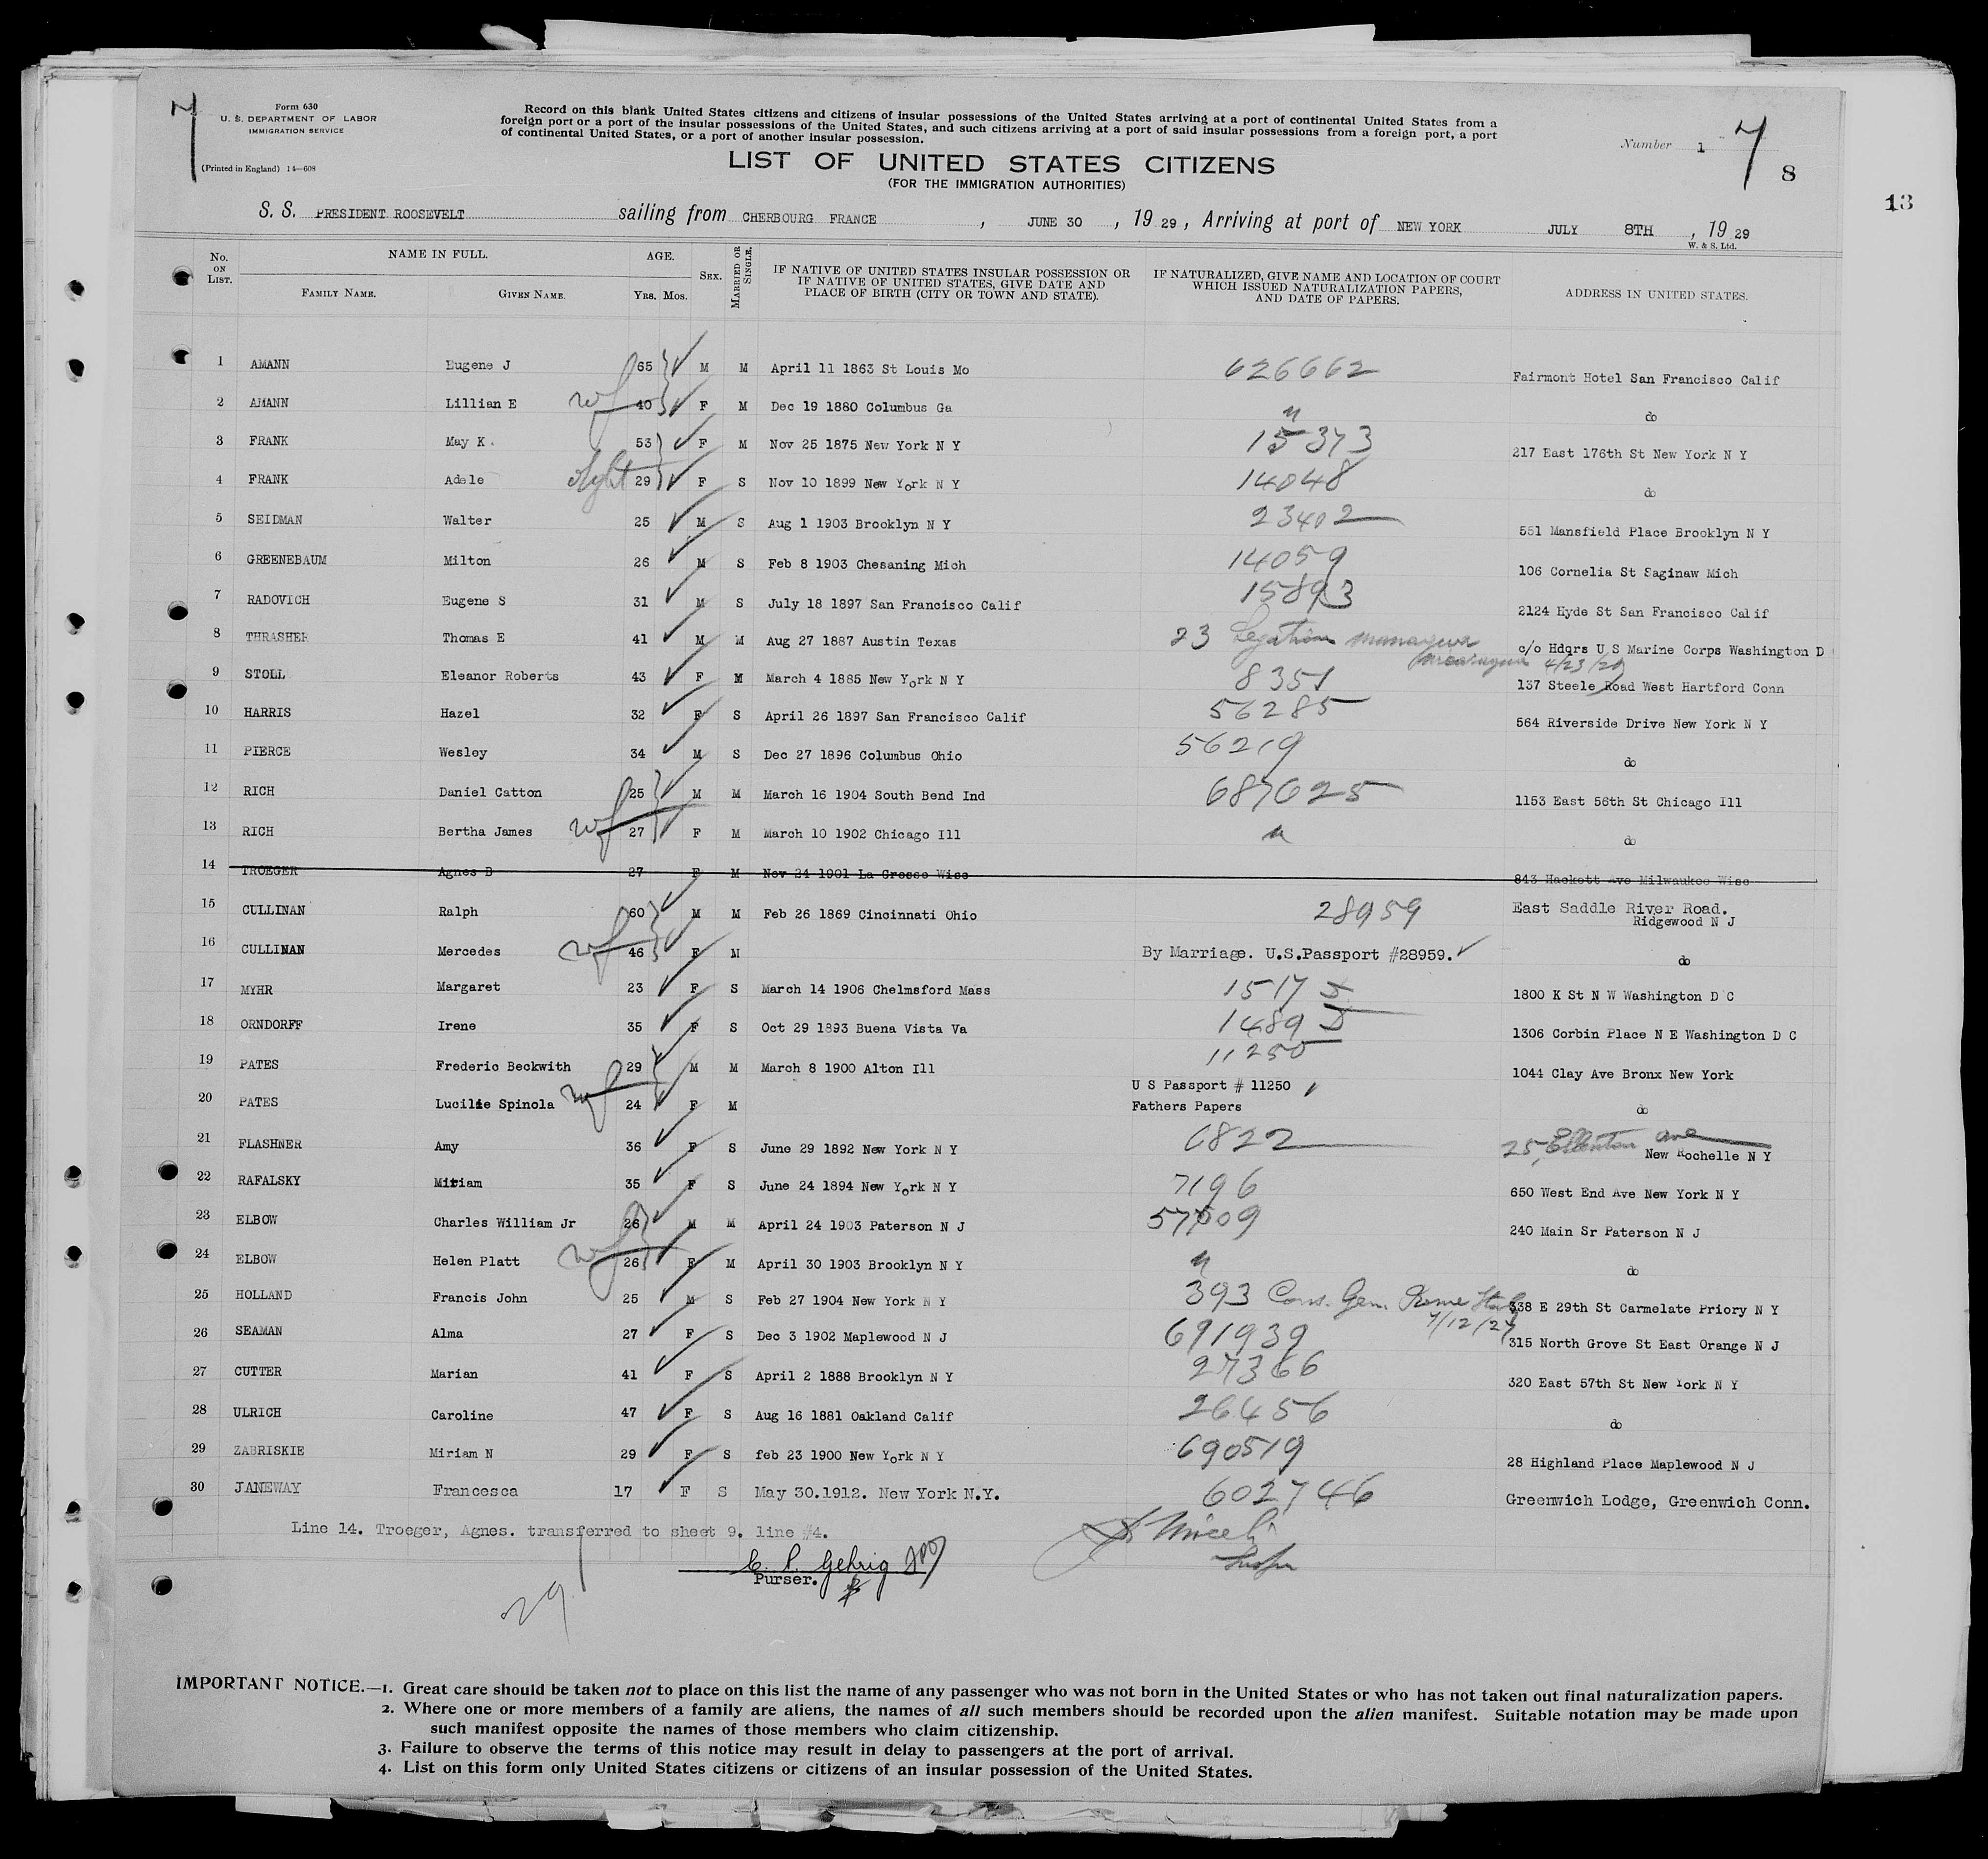 7
Form 630
U. S. DEPARTMENT OF LABOR
IMMIGRATION SERVICE
(Printed in England) 14—608
Record on this blank United States citizens and citizens of insular possessions of the United States arriving at a port of continental United States from a
foreign port or a port of the insular possessions of the United States, and such citizens arriving at a port of said insular possessions from a foreign port, a port
of continental United States, or a port of another insular possession.
Number 1 7 8
13
LIST OF UNITED STATES CITIZENS
(FOR THE IMMIGRATION AUTHORITIES)
S. S. PRESIDENT ROOSEVELT sailing from CHERBOURG FRANCE, JUNE 30, 19 29, Arriving at port of NEW YORK JULY 8TH, 19 29
W. & S. Ltd.
No. ON LIST. NAME IN FULL. FAMILY NAME. GIVEN NAME. AGE. Yrs. Mos. SEX. MARRIED OR SINGLE. IF NATIVE OF UNITED STATES INSULAR POSSESSION OR IF NATIVE OF UNITED STATES, GIVE DATE AND PLACE OF BIRTH (CITY OR TOWN AND STATE). IF NATURALIZED, GIVE NAME AND LOCATION OF COURT WHICH ISSUED NATURALIZATION PAPERS, AND DATE OF PAPERS. ADDRESS IN UNITED STATES.
1 AMANN Eugene J 65 M M April 11 1863 St Louis Mo 626662 Fairmont Hotel San Francisco Calif
2 AMANN Lillian E wf 40 F M Dec 19 1880 Columbus Ga " do
3 FRANK May K. 53 F M Nov 25 1875 New York N Y 15373 217 East 176th St New York N Y
4 FRANK Adele 29 F S Nov 10 1899 New York N Y 14048 do
5 SEIDMAN Walter 25 M S Aug 1 1903 Brooklyn N Y 23402 551 Mansfield Place Brooklyn N Y
6 GREENEBAUM Milton 26 M S Feb 8 1903 Chesaning Mich 14059 106 Cornelia St Saginaw Mich
7 RADOVICH Eugene S 31 M S July 18 1897 San Francisco Calif 15893 2124 Hyde St San Francisco Calif
8 THRASHER Thomas E 41 M M Aug 27 1887 Austin Texas 23 Legation Managua Nicaragua 4/23/29 c/o Hdqrs U S Marine Corps Washington D
9 STOLL Eleanor Roberts 43 F M March 4 1885 New York N Y 8351 137 Steele Road West Hartford Conn
10 HARRIS Hazel 32 F S April 26 1897 San Francisco Calif 56285 564 Riverside Drive New York N Y
11 PIERCE Wesley 34 M S Dec 27 1896 Columbus Ohio 56219 do
12 RICH Daniel Catton 25 M M March 16 1904 South Bend Ind 687625 1153 East 56th St Chicago Ill
13 RICH Bertha James wf 27 F M March 10 1902 Chicago Ill " do
14 TROEGER Agnes B 27 F M Nov 24 1901 La Crosse Wisc 843 Hackett Ave Milwaukee Wisc
15 CULLINAN Ralph 60 M M Feb 26 1869 Cincinnati Ohio 28959 East Saddle River Road. Ridgewood N J
16 CULLINAN Mercedes wf 46 F M By Marriage. U.S.Passport #28959. do
17 MYHR Margaret 23 F S March 14 1906 Chelmsford Mass 1517 D 1800 K St N W Washington D C
18 ORNDORFF Irene 35 F S Oct 29 1893 Buena Vista Va 1489 D 1306 Corbin Place N E Washington D C
19 PATES Frederic Beckwith 29 M M March 8 1900 Alton Ill 11250 1044 Clay Ave Bronx New York
20 PATES Lucilie Spinola wf 24 F M U S Passport # 11250 Fathers Papers do
21 FLASHNER Amy 36 F S June 29 1892 New York N Y 6822 25 Ave New Rochelle N Y
22 RAFALSKY Miriam 35 F S June 24 1894 New York N Y 7196 650 West End Ave New York N Y
23 ELBOW Charles William Jr 26 M M April 24 1903 Paterson N J 57009 240 Main Sr Paterson N J
24 ELBOW Helen Platt wf 26 F M April 30 1903 Brooklyn N Y " do
25 HOLLAND Francis John 25 M S Feb 27 1904 New York N Y 393 Cons. Gen. Rome Italy 7/12/27 338 E 29th St Carmelate Priory N Y
26 SEAMAN Alma 27 F S Dec 3 1902 Maplewood N J 691939 315 North Grove St East Orange N J
27 CUTTER Marian 41 F S April 2 1888 Brooklyn N Y 27366 320 East 57th St New York N Y
28 ULRICH Caroline 47 F S Aug 16 1881 Oakland Calif 26456 do
29 ZABRISKIE Miriam N 29 F S feb 23 1900 New York N Y 690519 28 Highland Place Maplewood N J
30 JANEWAY Francesca 17 F S May 30.1912. New York N.Y. 602746 Greenwich Lodge, Greenwich Conn.
Line 14. Troeger, Agnes. transferred to sheet 9. line #4.
Purser.
29
IMPORTANT NOTICE.—1. Great care should be taken not to place on this list the name of any passenger who was not born in the United States or who has not taken out final naturalization papers.
2. Where one or more members of a family are aliens, the names of all such members should be recorded upon the alien manifest. Suitable notation may be made upon
such manifest opposite the names of those members who claim citizenship.
3. Failure to observe the terms of this notice may result in delay to passengers at the port of arrival.
4. List on this form only United States citizens or citizens of an insular possession of the United States.